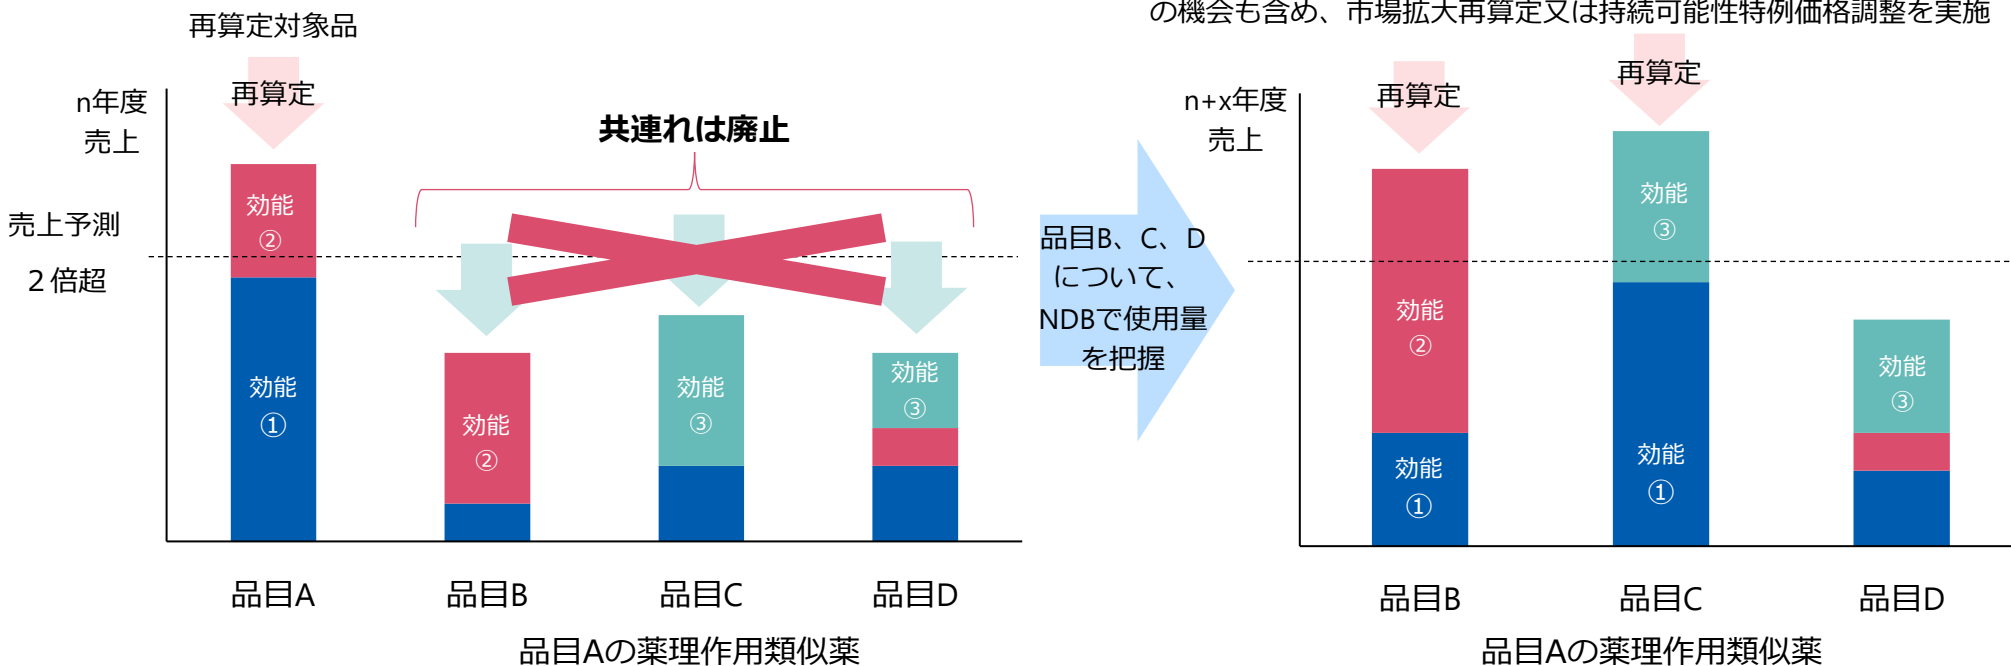 の機会も含め、市場拡大再算定又は持続可能性特例価格調整を実施
再算定対象品
再算定
n年度
売上
共連れは廃止
売上予測
２倍超
効能
②
効能
①
効能
②
効能
③
効能
③
品目A
品目B
品目C
品目D
品目Aの薬理作用類似薬
品目B、C、D
について、
NDBで使用量
を把握
n+x年度
売上
再算定
再算定
効能
②
効能
①
効能
③
効能
①
効能
③
品目B
品目C
品目D
品目Aの薬理作用類似薬